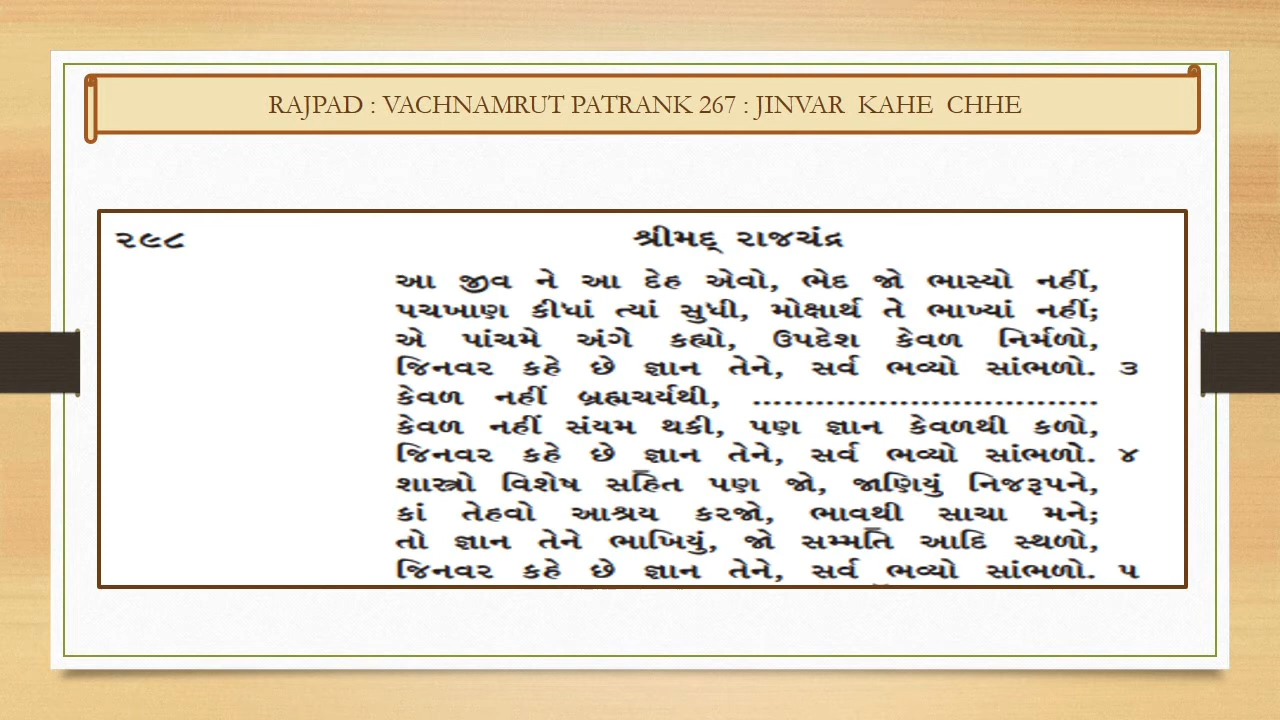 RAJPAD : VACHNAMRUT PATRANK 267 : JINVAR KAHE CHHE
૨૯૮ શ્રીમદ્ રાજચંદ્ર
આ જીવ ને આ દેહ એવો, ભેદ જો ભાસ્યો નહીં,
પચખાણ કીધાં ત્યાં સુધી, મોક્ષાર્થ તે ભાખ્યાં નહીં;
એ પાંચમે અંગે કહ્યો, ઉપદેશ કેવળ નિર્મળો,
જિનવર કહે છે જ્ઞાન તેને, સર્વ ભવ્યો સાંભળો. ૩
કેવળ નહીં બ્રહ્મચર્યથી, .................................
કેવળ નહીં સંયમ થકી, પણ જ્ઞાન કેવળથી કળો,
જિનવર કહે છે જ્ઞાન તેને, સર્વ ભવ્યો સાંભળો. ૪
શાસ્ત્રો વિશેષ સહિત પણ જો, જાણિયું નિજરૂપને,
કાં તેહવો આશ્રય કરજો, ભાવથી સાચા મને;
તો જ્ઞાન તેને ભાખિયું, જો સમ્મતિ આદિ સ્થળો,
જિનવર કહે છે જ્ઞાન તેને, સર્વ ભવ્યો સાંભળો. ૫